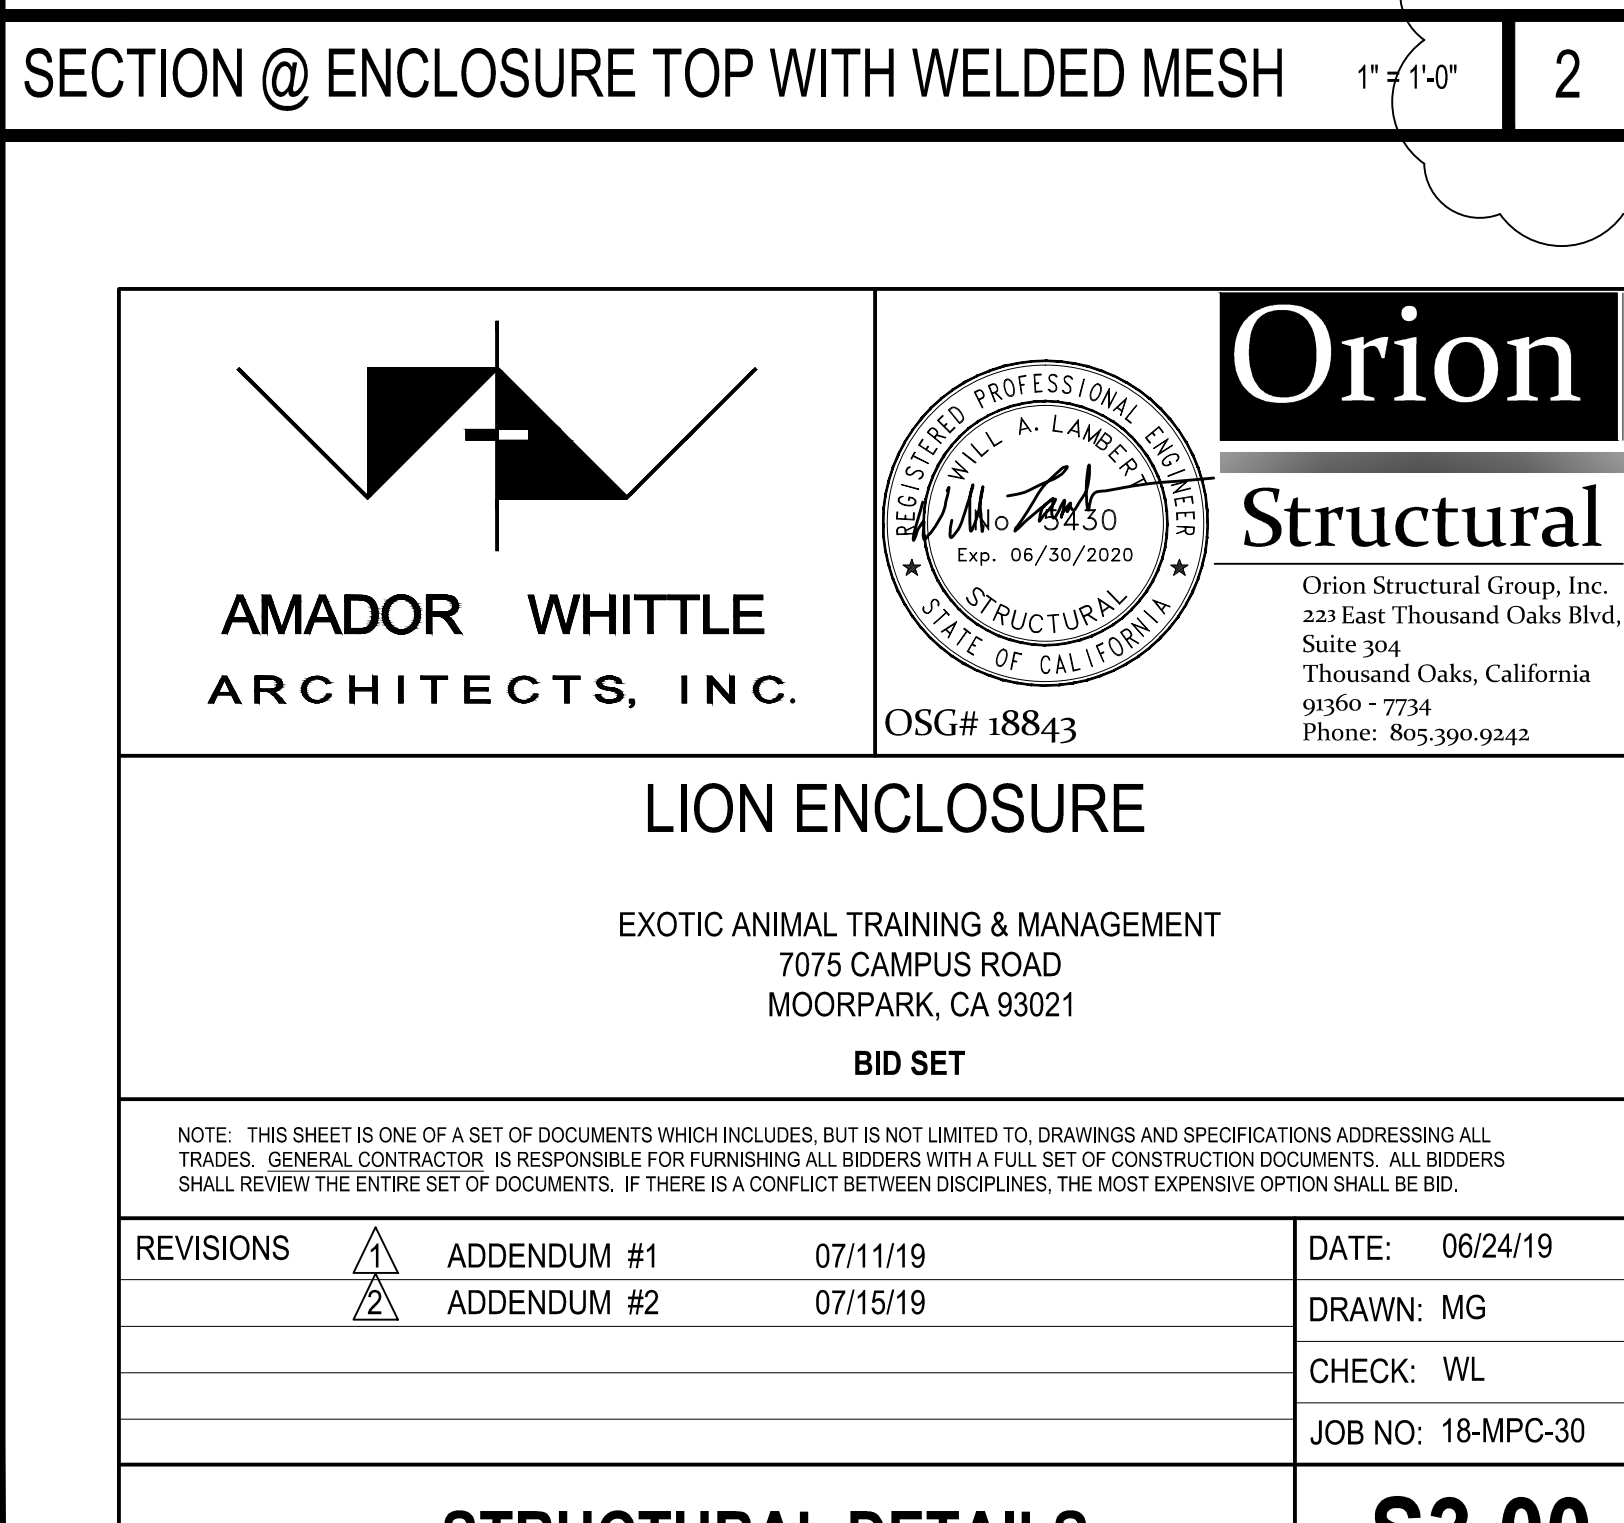 SECTION @ ENCLOSURE TOP WITH WELDED MESH 1" = 1'-0" 2
AMADOR WHITTLE
ARCHITECTS, INC.
REGISTERED PROFESSIONAL ENGINEER
WILL A. LAMBERT
No. 5430
Exp. 06/30/2020
STRUCTURAL
STATE OF CALIFORNIA
OSG# 18843
Orion
Structural
Orion Structural Group, Inc.
223 East Thousand Oaks Blvd,
Suite 304
Thousand Oaks, California
91360 - 7734
Phone: 805.390.9242
LION ENCLOSURE
EXOTIC ANIMAL TRAINING & MANAGEMENT
7075 CAMPUS ROAD
MOORPARK, CA 93021
BID SET
NOTE: THIS SHEET IS ONE OF A SET OF DOCUMENTS WHICH INCLUDES, BUT IS NOT LIMITED TO, DRAWINGS AND SPECIFICATIONS ADDRESSING ALL
TRADES. GENERAL CONTRACTOR IS RESPONSIBLE FOR FURNISHING ALL BIDDERS WITH A FULL SET OF CONSTRUCTION DOCUMENTS. ALL BIDDERS
SHALL REVIEW THE ENTIRE SET OF DOCUMENTS. IF THERE IS A CONFLICT BETWEEN DISCIPLINES, THE MOST EXPENSIVE OPTION SHALL BE BID.
REVISIONS 1 ADDENDUM #1 07/11/19
2 ADDENDUM #2 07/15/19
DATE: 06/24/19
DRAWN: MG
CHECK: WL
JOB NO: 18-MPC-30
STRUCTURAL DETAILS
S3.00